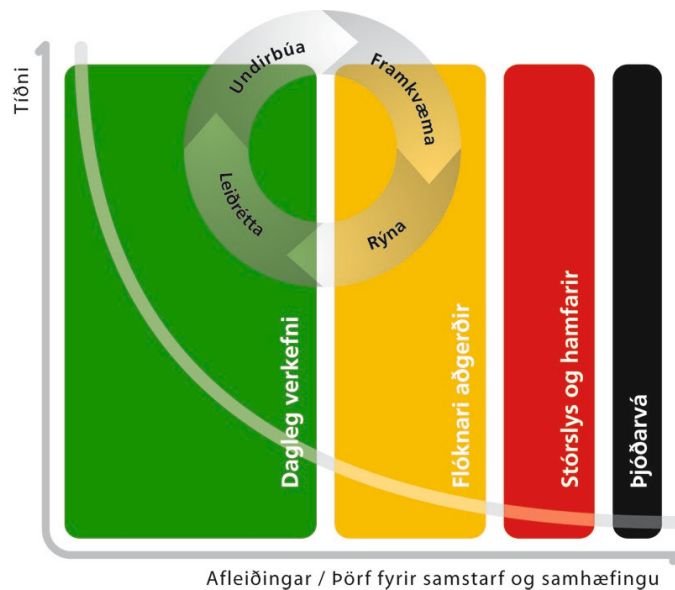 Tíðni
Undirbúa
Framkvæma
Rýna
Leiðrétta
Dagleg verkefni
Flóknari aðgerðir
Stórslys og hamfarir
Þjóðarvá
Afleiðingar / Þörf fyrir samstarf og samhæfingu